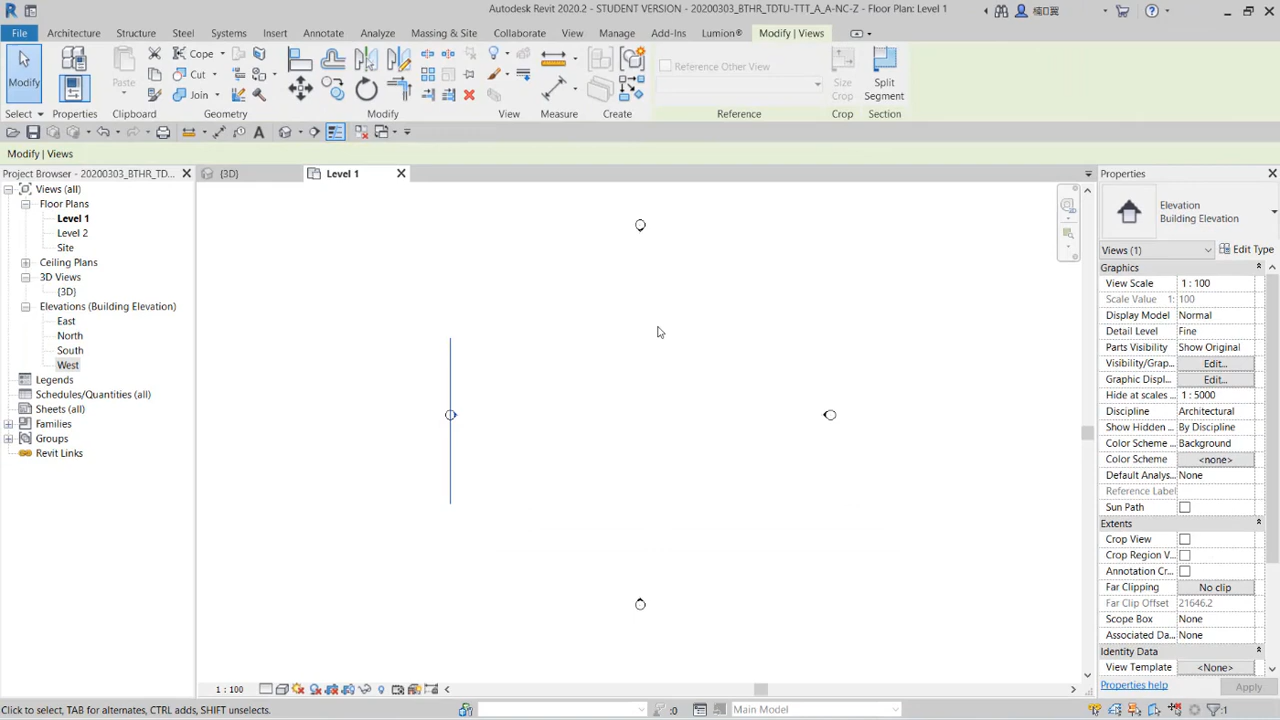 Autodesk Revit 2020.2 - STUDENT VERSION - 20200303_BTHR_TDTU-TTT_A_A-NC-Z - Floor Plan: Level 1
File Architecture Structure Steel Systems Insert Annotate Analyze Massing & Site Collaborate View Manage Add-Ins Lumion® Modify | Views
Modify
Paste
Cope
Cut
Join
Reference Other View
Size Crop
Split Segment
Select Properties Clipboard Geometry Modify View Measure Create Reference Crop Section
Modify | Views
Project Browser - 20200303_BTHR_TD...
Views (all)
Floor Plans
Level 1
Level 2
Site
Ceiling Plans
3D Views
{3D}
Elevations (Building Elevation)
East
North
South
West
Legends
Schedules/Quantities (all)
Sheets (all)
Families
Groups
Revit Links
{3D}
Level 1
Properties
Elevation
Building Elevation
Views (1) Edit Type
Graphics
View Scale 1 : 100
Scale Value 1: 100
Display Model Normal
Detail Level Fine
Parts Visibility Show Original
Visibility/Grap... Edit...
Graphic Displ... Edit...
Hide at scales ... 1 : 5000
Discipline Architectural
Show Hidden ... By Discipline
Color Scheme ... Background
Color Scheme <none>
Default Analys... None
Reference Label
Sun Path
Extents
Crop View
Crop Region V...
Annotation Cr...
Far Clipping No clip
Far Clip Offset 21646.2
Scope Box None
Associated Da... None
Identity Data
View Template <None>
Properties help Apply
1 : 100
Click to select, TAB for alternates, CTRL adds, SHIFT unselects.
:0
Main Model
:1